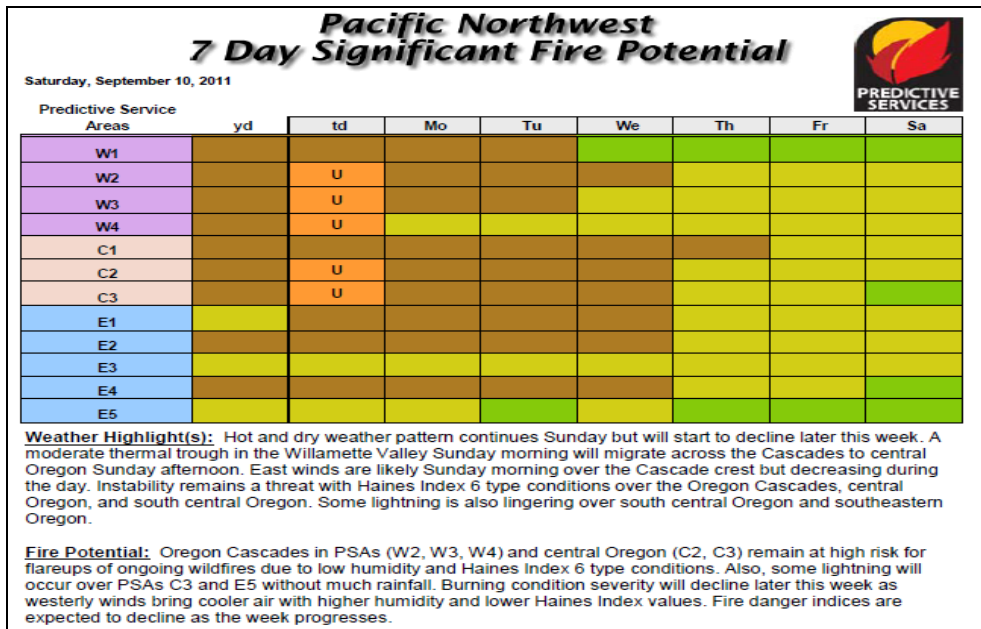 Pacific Northwest
7 Day Significant Fire Potential
Saturday, September 10, 2011
PREDICTIVE
SERVICES
Predictive Service
Areas yd td Mo Tu We Th Fr Sa
W1
W2 U
W3 U
W4 U
C1
C2 U
C3 U
E1
E2
E3
E4
E5
Weather Highlight(s): Hot and dry weather pattern continues Sunday but will start to decline later this week. A
moderate thermal trough in the Willamette Valley Sunday morning will migrate across the Cascades to central
Oregon Sunday afternoon. East winds are likely Sunday morning over the Cascade crest but decreasing during
the day. Instability remains a threat with Haines Index 6 type conditions over the Oregon Cascades, central
Oregon, and south central Oregon. Some lightning is also lingering over south central Oregon and southeastern
Oregon.
Fire Potential: Oregon Cascades in PSAs (W2, W3, W4) and central Oregon (C2, C3) remain at high risk for
flareups of ongoing wildfires due to low humidity and Haines Index 6 type conditions. Also, some lightning will
occur over PSAs C3 and E5 without much rainfall. Burning condition severity will decline later this week as
westerly winds bring cooler air with higher humidity and lower Haines Index values. Fire danger indices are
expected to decline as the week progresses.